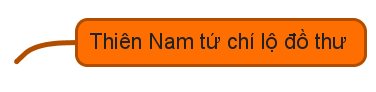 Thiên Nam tứ chí lộ đồ thư